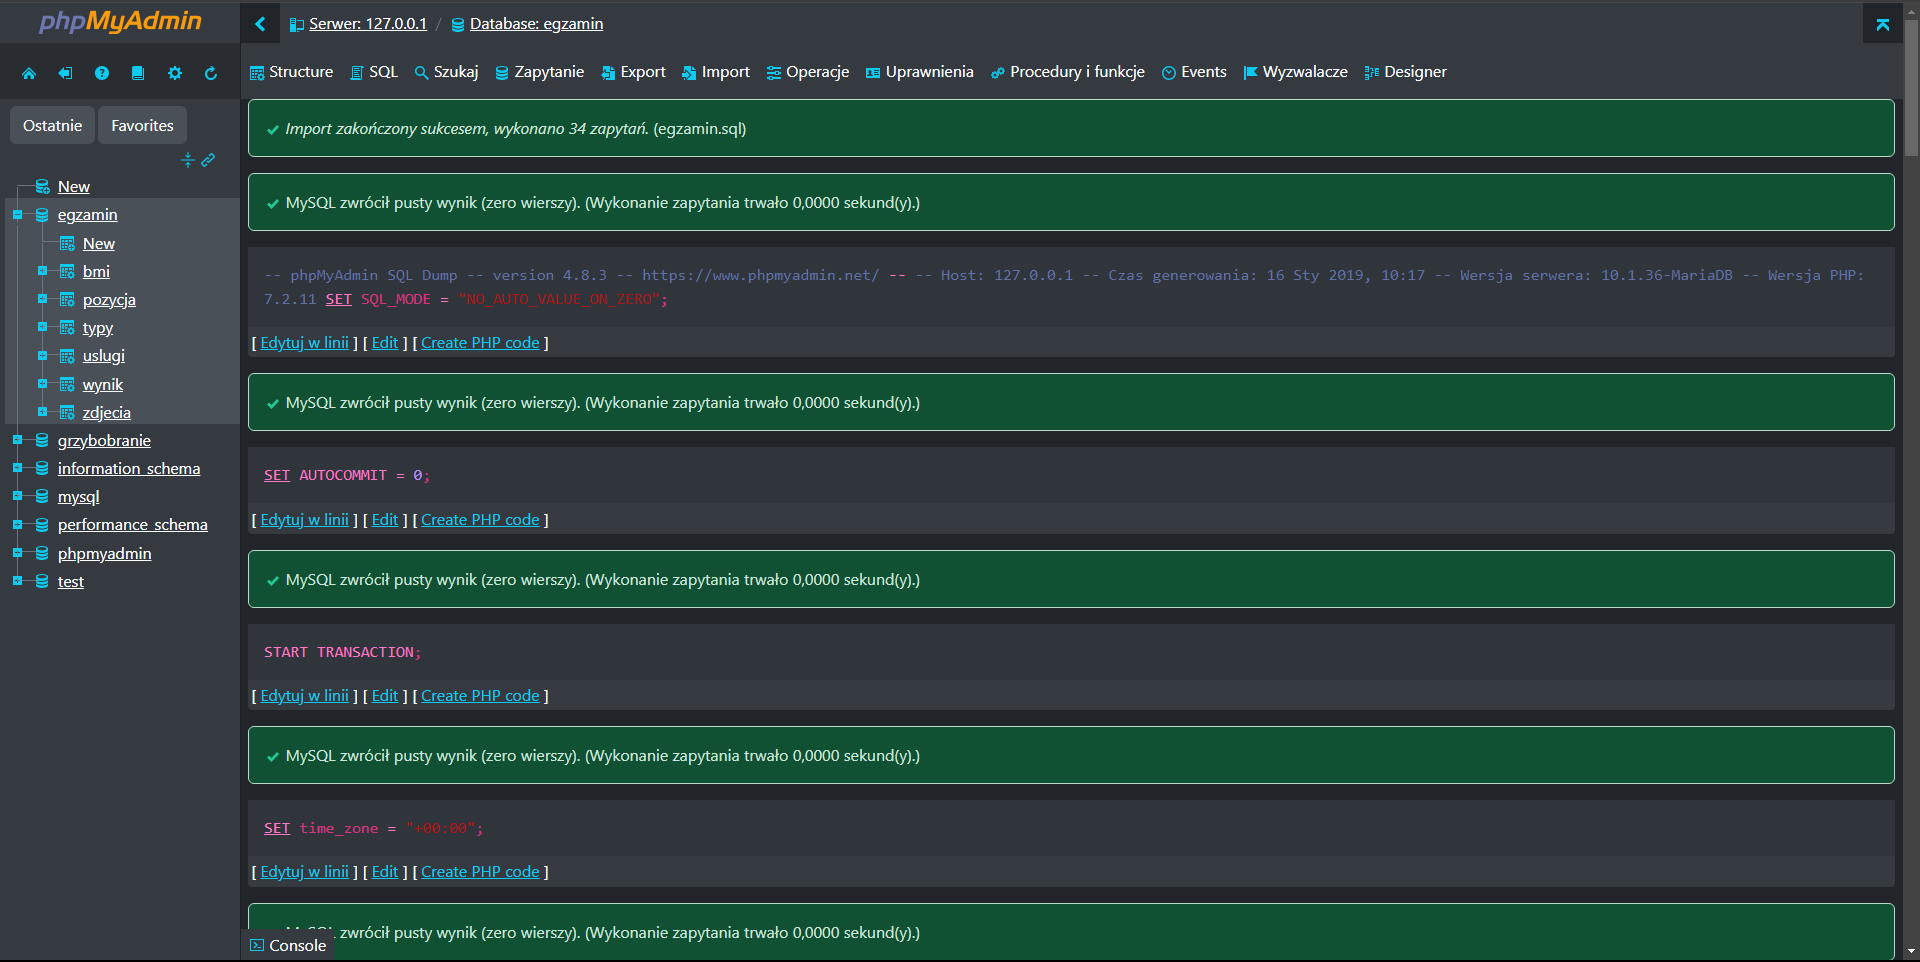 phpMyAdmin
Serwer: 127.0.0.1 / Database: egzamin
Structure SQL Szukaj Zapytanie Export Import Operacje Uprawnienia Procedury i funkcje Events Wyzwalacze Designer
Ostatnie Favorites
New
egzamin
New
bmi
pozycja
typy
uslugi
wynik
zdjecia
grzybobranie
information_schema
mysql
performance_schema
phpmyadmin
test
Import zakończony sukcesem, wykonano 34 zapytań. (egzamin.sql)
MySQL zwrócił pusty wynik (zero wierszy). (Wykonanie zapytania trwało 0,0000 sekund(y).)
-- phpMyAdmin SQL Dump -- version 4.8.3 -- https://www.phpmyadmin.net/ -- -- Host: 127.0.0.1 -- Czas generowania: 16 Sty 2019, 10:17 -- Wersja serwera: 10.1.36-MariaDB -- Wersja PHP:
7.2.11 SET SQL_MODE = "NO_AUTO_VALUE_ON_ZERO";
[ Edytuj w linii ] [ Edit ] [ Create PHP code ]
MySQL zwrócił pusty wynik (zero wierszy). (Wykonanie zapytania trwało 0,0000 sekund(y).)
SET AUTOCOMMIT = 0;
[ Edytuj w linii ] [ Edit ] [ Create PHP code ]
MySQL zwrócił pusty wynik (zero wierszy). (Wykonanie zapytania trwało 0,0000 sekund(y).)
START TRANSACTION;
[ Edytuj w linii ] [ Edit ] [ Create PHP code ]
MySQL zwrócił pusty wynik (zero wierszy). (Wykonanie zapytania trwało 0,0000 sekund(y).)
SET time_zone = "+00:00";
[ Edytuj w linii ] [ Edit ] [ Create PHP code ]
MySQL zwrócił pusty wynik (zero wierszy). (Wykonanie zapytania trwało 0,0000 sekund(y).)
Console